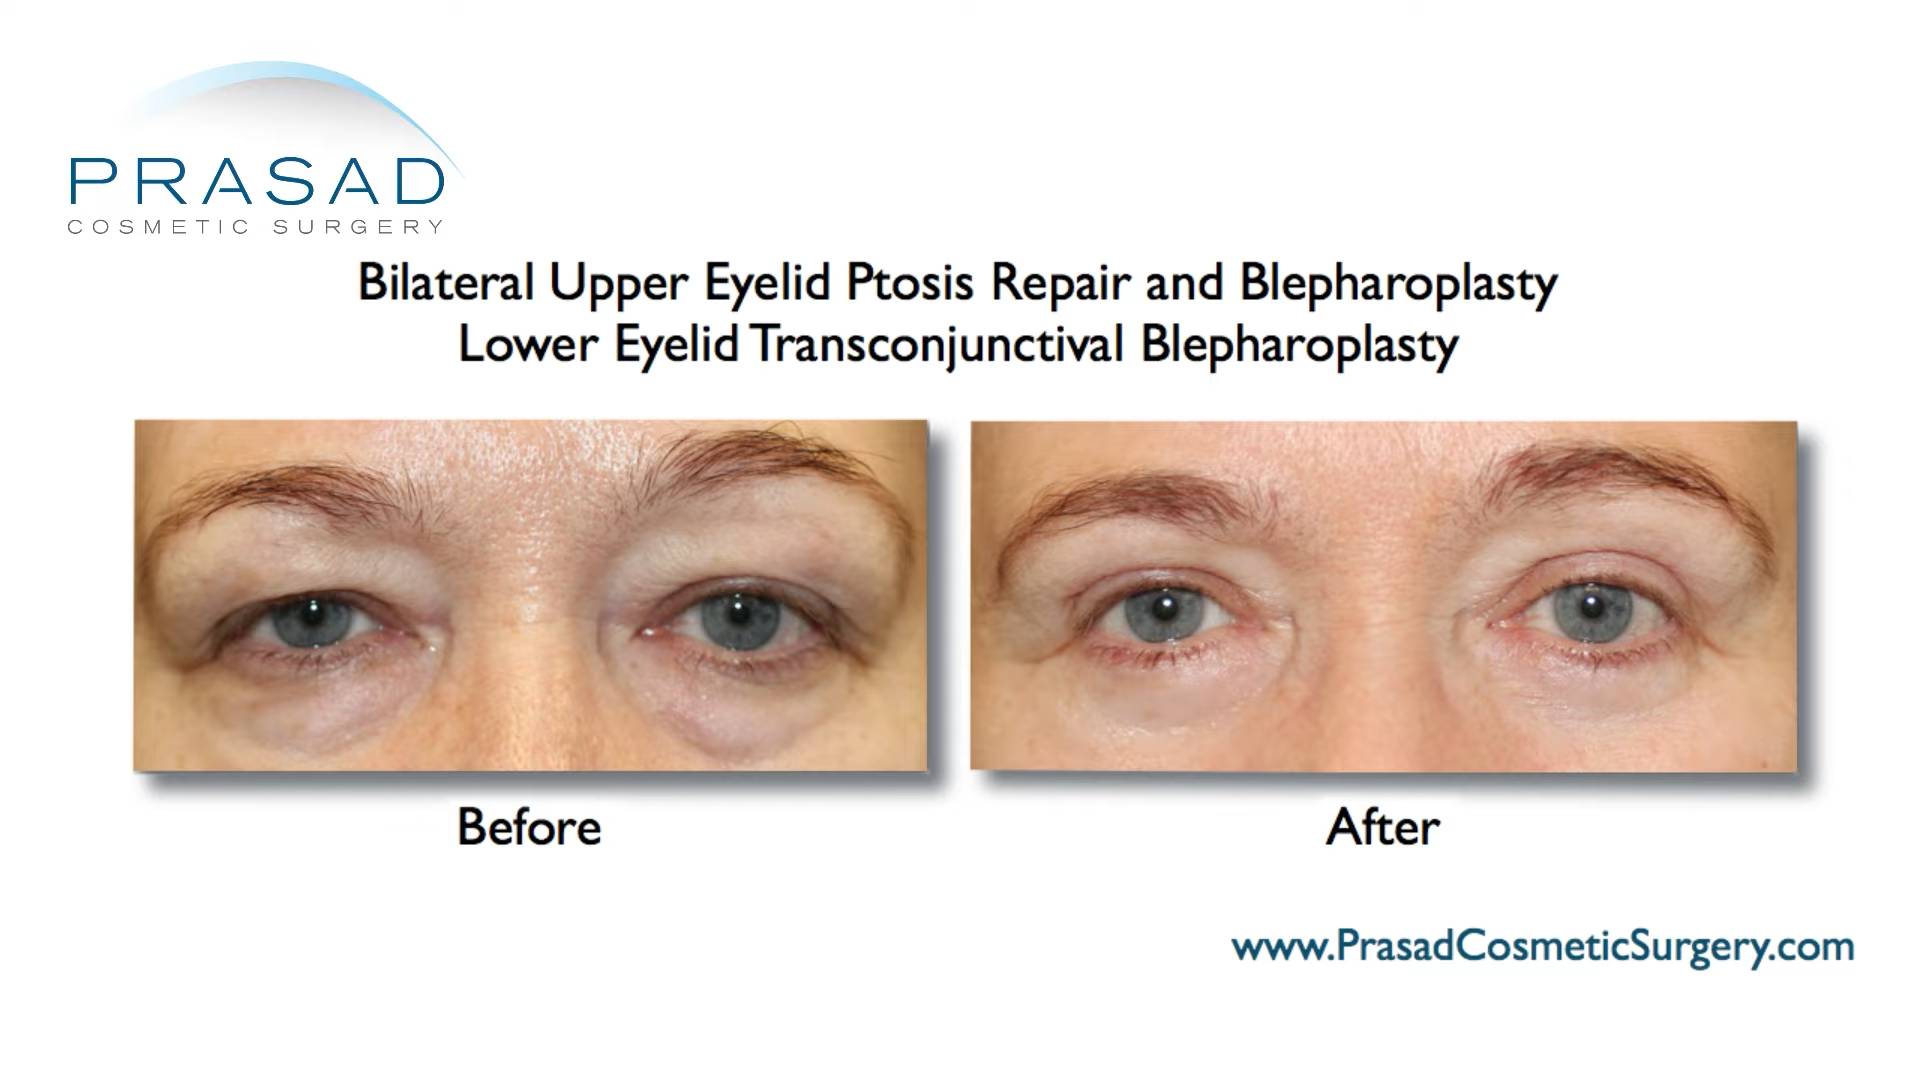 PRASAD
COSMETIC SURGERY
Bilateral Upper Eyelid Ptosis Repair and Blepharoplasty
Lower Eyelid Transconjunctival Blepharoplasty
Before
After
www.PrasadCosmeticSurgery.com